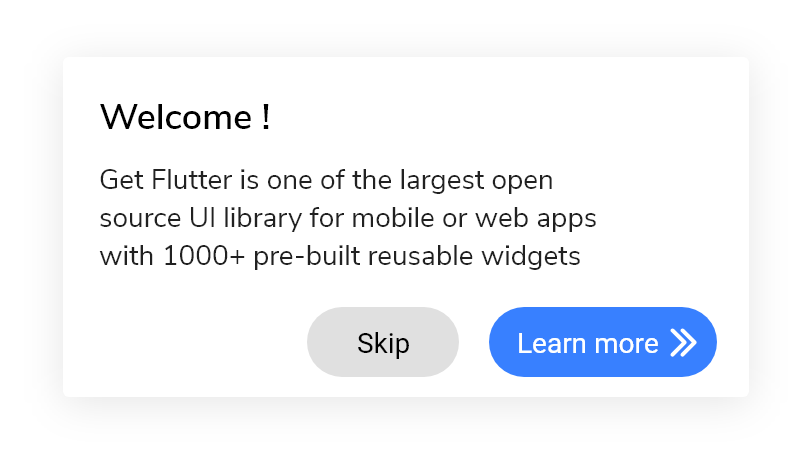 Welcome !
Get Flutter is one of the largest open
source UI library for mobile or web apps
with 1000+ pre-built reusable widgets
Skip
Learn more